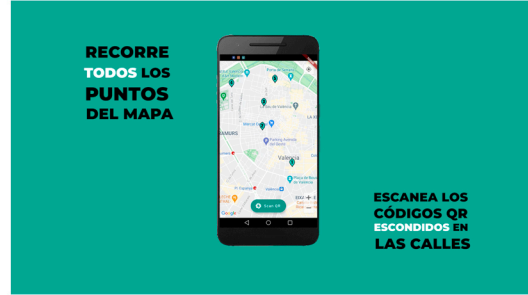 RECORRE
TODOS LOS
PUNTOS
DEL MAPA
Valencia
Scan QR
Google
ESCANEA LOS
CÓDIGOS QR
ESCONDIDOS EN
LAS CALLES